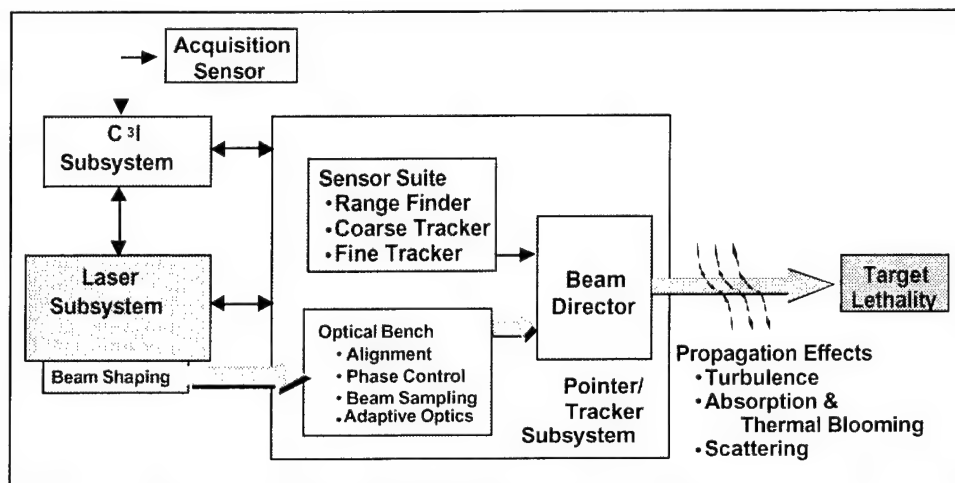 Acquisition
Sensor
C3I
Subsystem
Sensor Suite
•Range Finder
•Coarse Tracker
•Fine Tracker
Laser
Subsystem
Beam
Director
Target
Lethality
Optical Bench
• Alignment
• Phase Control
• Beam Sampling
•Adaptive Optics
Beam Shaping
Pointer/
Tracker
Subsystem
Propagation Effects
•Turbulence
•Absorption &
Thermal Blooming
•Scattering